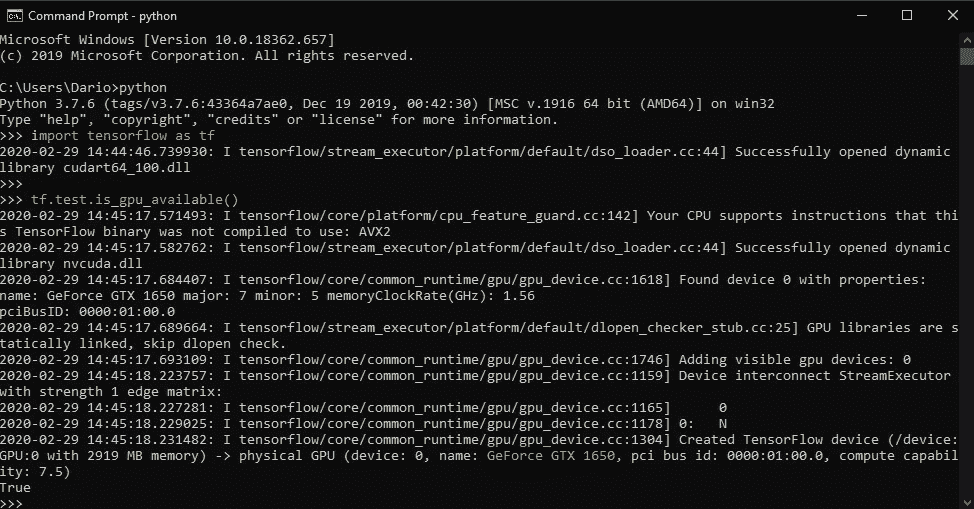 Command Prompt - python
Microsoft Windows [Version 10.0.18362.657]
(c) 2019 Microsoft Corporation. All rights reserved.
C:\Users\Dario>python
Python 3.7.6 (tags/v3.7.6:43364a7ae0, Dec 19 2019, 00:42:30) [MSC v.1916 64 bit (AMD64)] on win32
Type "help", "copyright", "credits" or "license" for more information.
>>> import tensorflow as tf
2020-02-29 14:44:46.739930: I tensorflow/stream_executor/platform/default/dso_loader.cc:44] Successfully opened dynamic
library cudart64_100.dll
>>>
>>> tf.test.is_gpu_available()
2020-02-29 14:45:17.571493: I tensorflow/core/platform/cpu_feature_guard.cc:142] Your CPU supports instructions that thi
s TensorFlow binary was not compiled to use: AVX2
2020-02-29 14:45:17.582762: I tensorflow/stream_executor/platform/default/dso_loader.cc:44] Successfully opened dynamic
library nvcuda.dll
2020-02-29 14:45:17.684407: I tensorflow/core/common_runtime/gpu/gpu_device.cc:1618] Found device 0 with properties:
name: GeForce GTX 1650 major: 7 minor: 5 memoryClockRate(GHz): 1.56
pciBusID: 0000:01:00.0
2020-02-29 14:45:17.689664: I tensorflow/stream_executor/platform/default/dlopen_checker_stub.cc:25] GPU libraries are s
tatically linked, skip dlopen check.
2020-02-29 14:45:17.693109: I tensorflow/core/common_runtime/gpu/gpu_device.cc:1746] Adding visible gpu devices: 0
2020-02-29 14:45:18.223757: I tensorflow/core/common_runtime/gpu/gpu_device.cc:1159] Device interconnect StreamExecutor
with strength 1 edge matrix:
2020-02-29 14:45:18.227281: I tensorflow/core/common_runtime/gpu/gpu_device.cc:1165]      0
2020-02-29 14:45:18.229025: I tensorflow/core/common_runtime/gpu/gpu_device.cc:1178] 0:   N
2020-02-29 14:45:18.231482: I tensorflow/core/common_runtime/gpu/gpu_device.cc:1304] Created TensorFlow device (/device:
GPU:0 with 2919 MB memory) -> physical GPU (device: 0, name: GeForce GTX 1650, pci bus id: 0000:01:00.0, compute capabil
ity: 7.5)
True
>>>